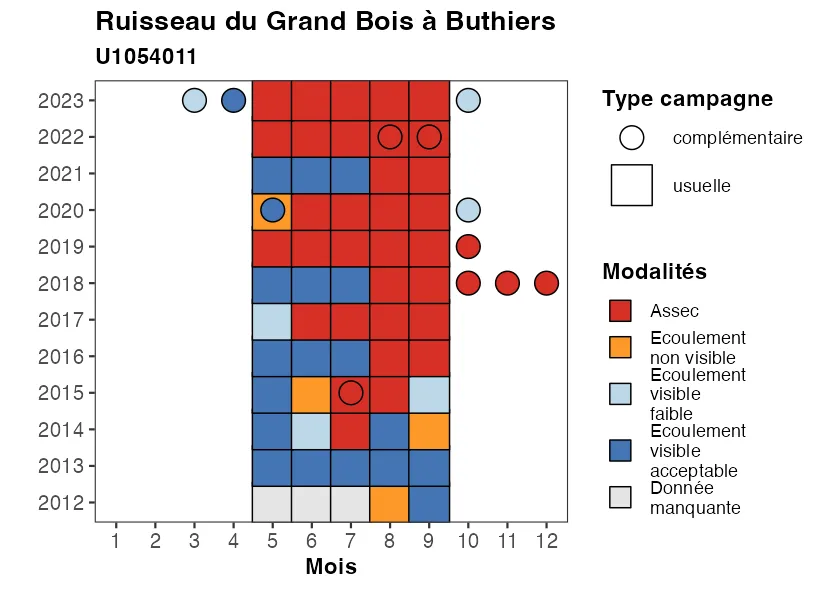 Ruisseau du Grand Bois à Buthiers
U1054011
2023
2022
2021
2020
2019
2018
2017
2016
2015
2014
2013
2012
1 2 3 4 5 6 7 8 9 10 11 12
Mois
Type campagne
complémentaire
usuelle
Modalités
Assec
Ecoulement
non visible
Ecoulement
visible
faible
Ecoulement
visible
acceptable
Donnée
manquante